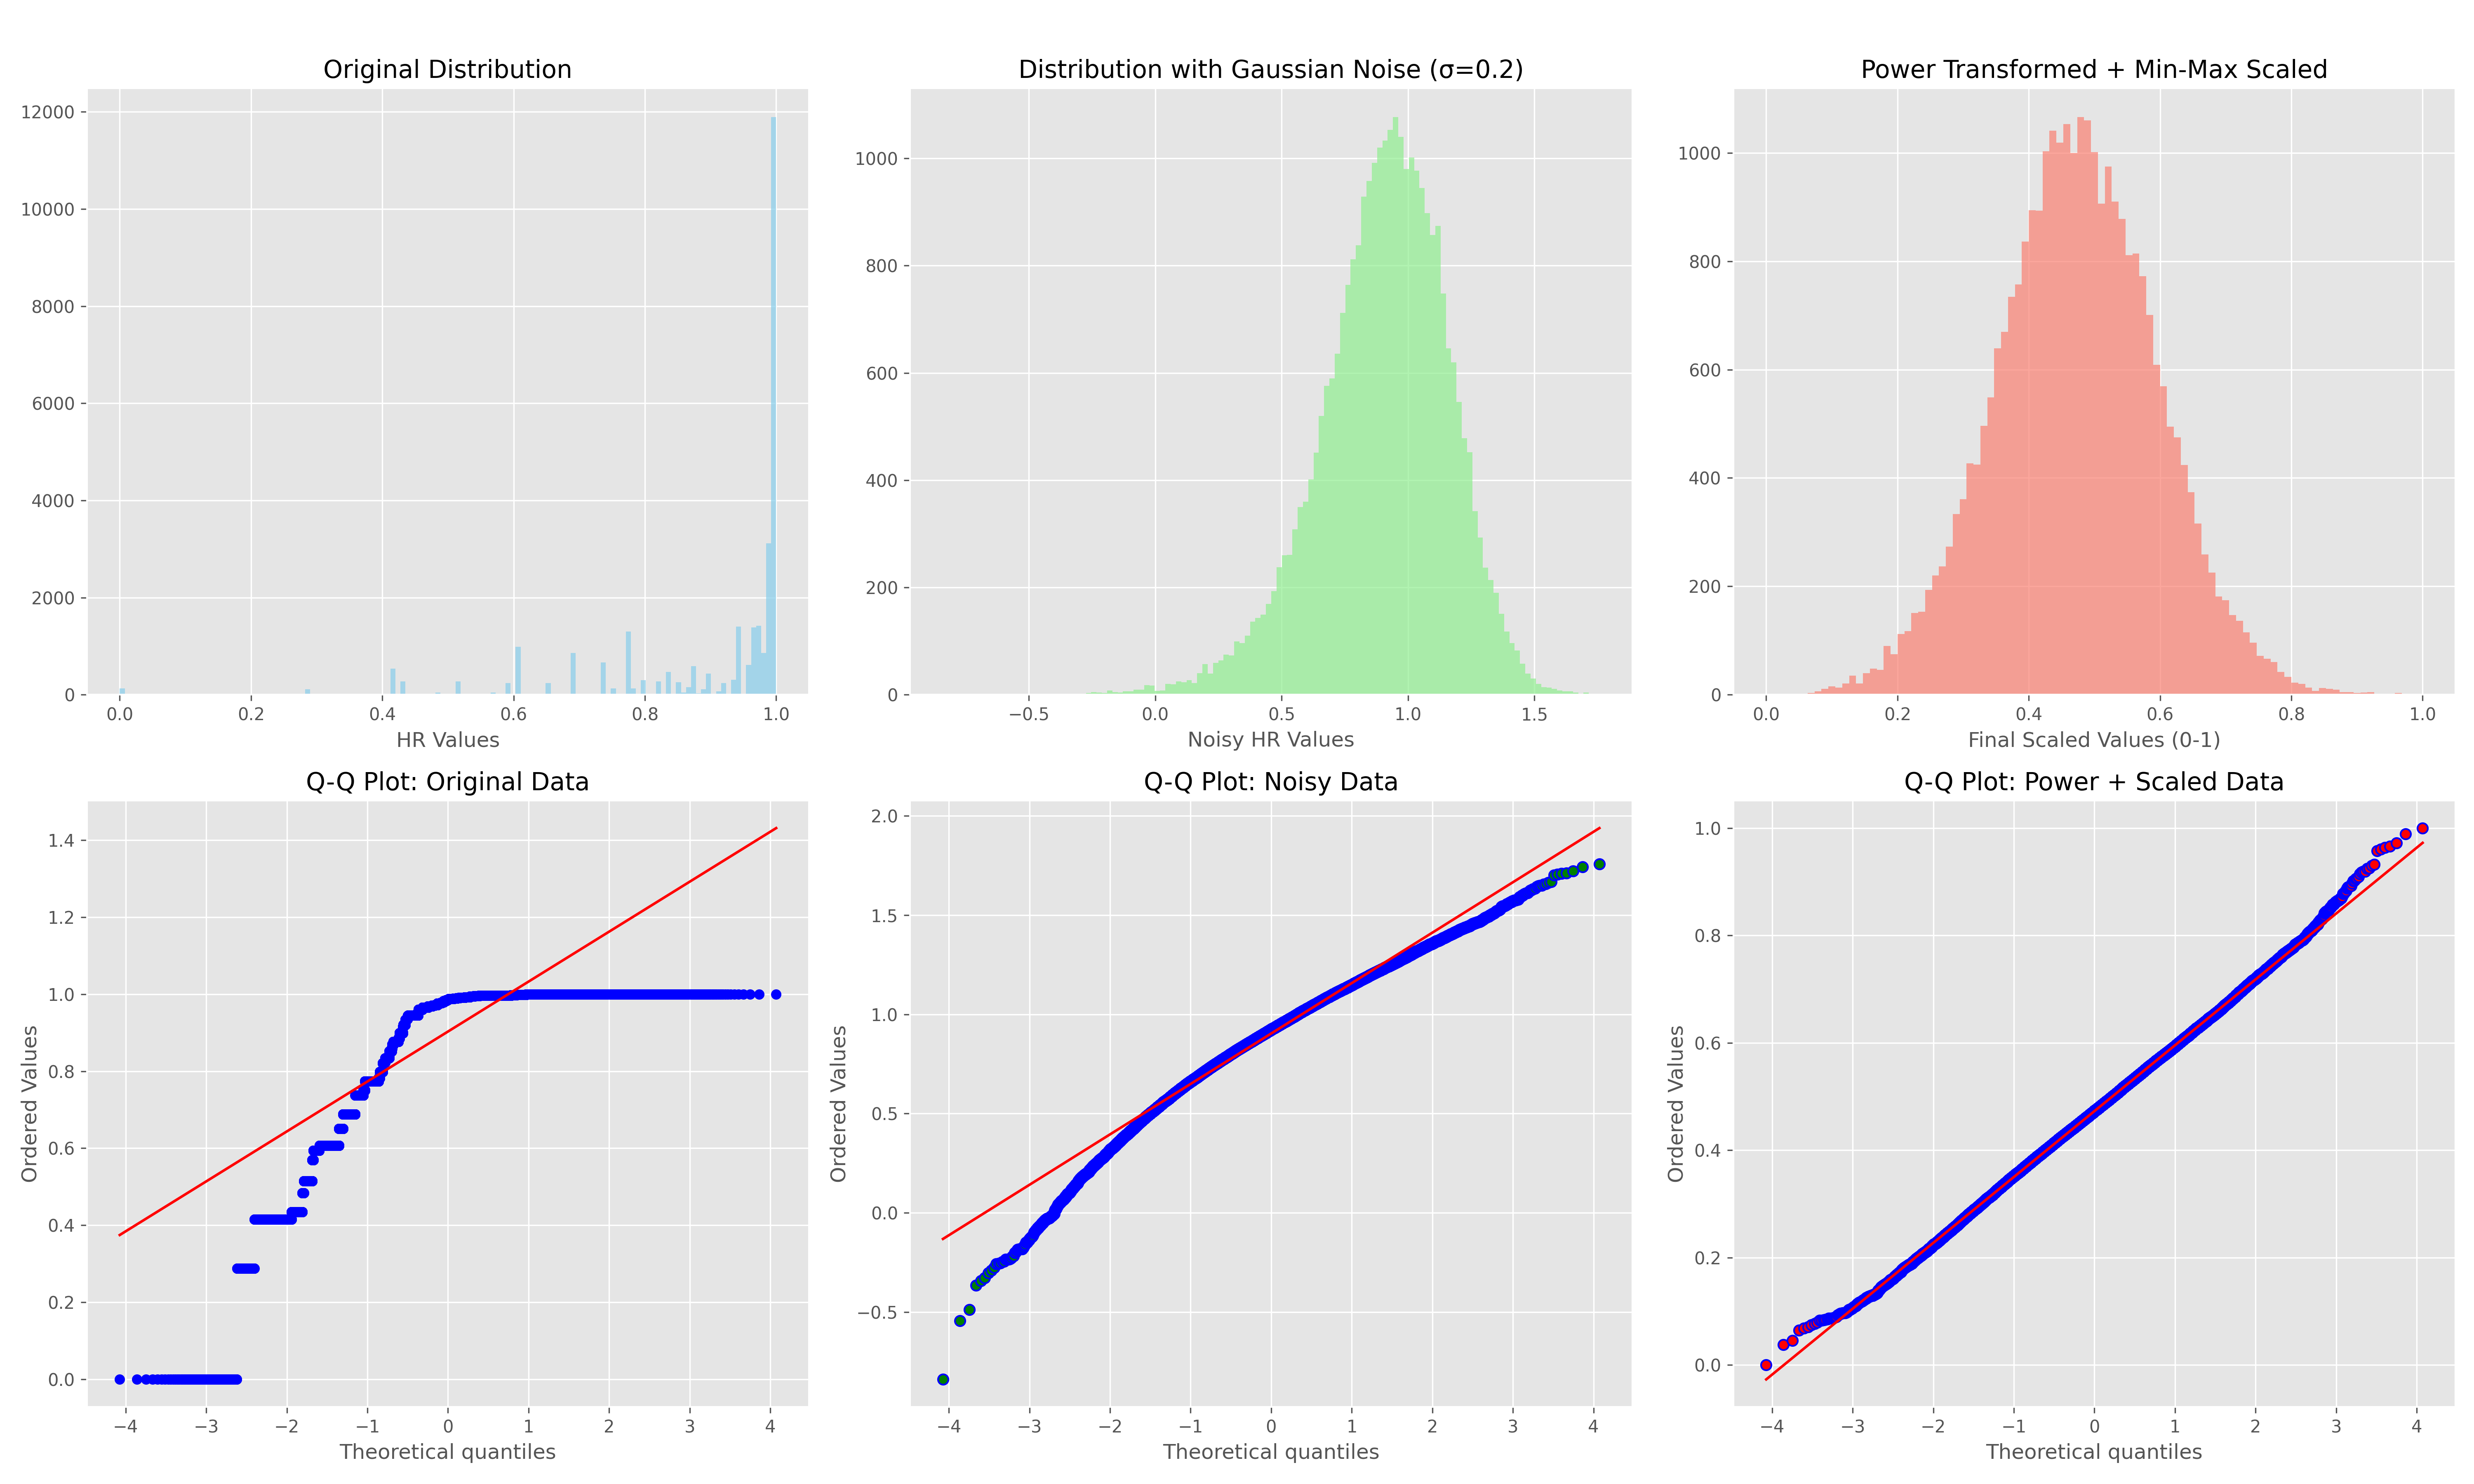 Original Distribution
12000
10000
8000
6000
4000
2000
0
0.0 0.2 0.4 0.6 0.8 1.0
HR Values
Distribution with Gaussian Noise (σ=0.2)
1000
800
600
400
200
0
−0.5 0.0 0.5 1.0 1.5
Noisy HR Values
Power Transformed + Min-Max Scaled
1000
800
600
400
200
0
0.0 0.2 0.4 0.6 0.8 1.0
Final Scaled Values (0-1)
Q-Q Plot: Original Data
Ordered Values
1.4
1.2
1.0
0.8
0.6
0.4
0.2
0.0
−4 −3 −2 −1 0 1 2 3 4
Theoretical quantiles
Q-Q Plot: Noisy Data
Ordered Values
2.0
1.5
1.0
0.5
0.0
−0.5
−4 −3 −2 −1 0 1 2 3 4
Theoretical quantiles
Q-Q Plot: Power + Scaled Data
Ordered Values
1.0
0.8
0.6
0.4
0.2
0.0
−4 −3 −2 −1 0 1 2 3 4
Theoretical quantiles